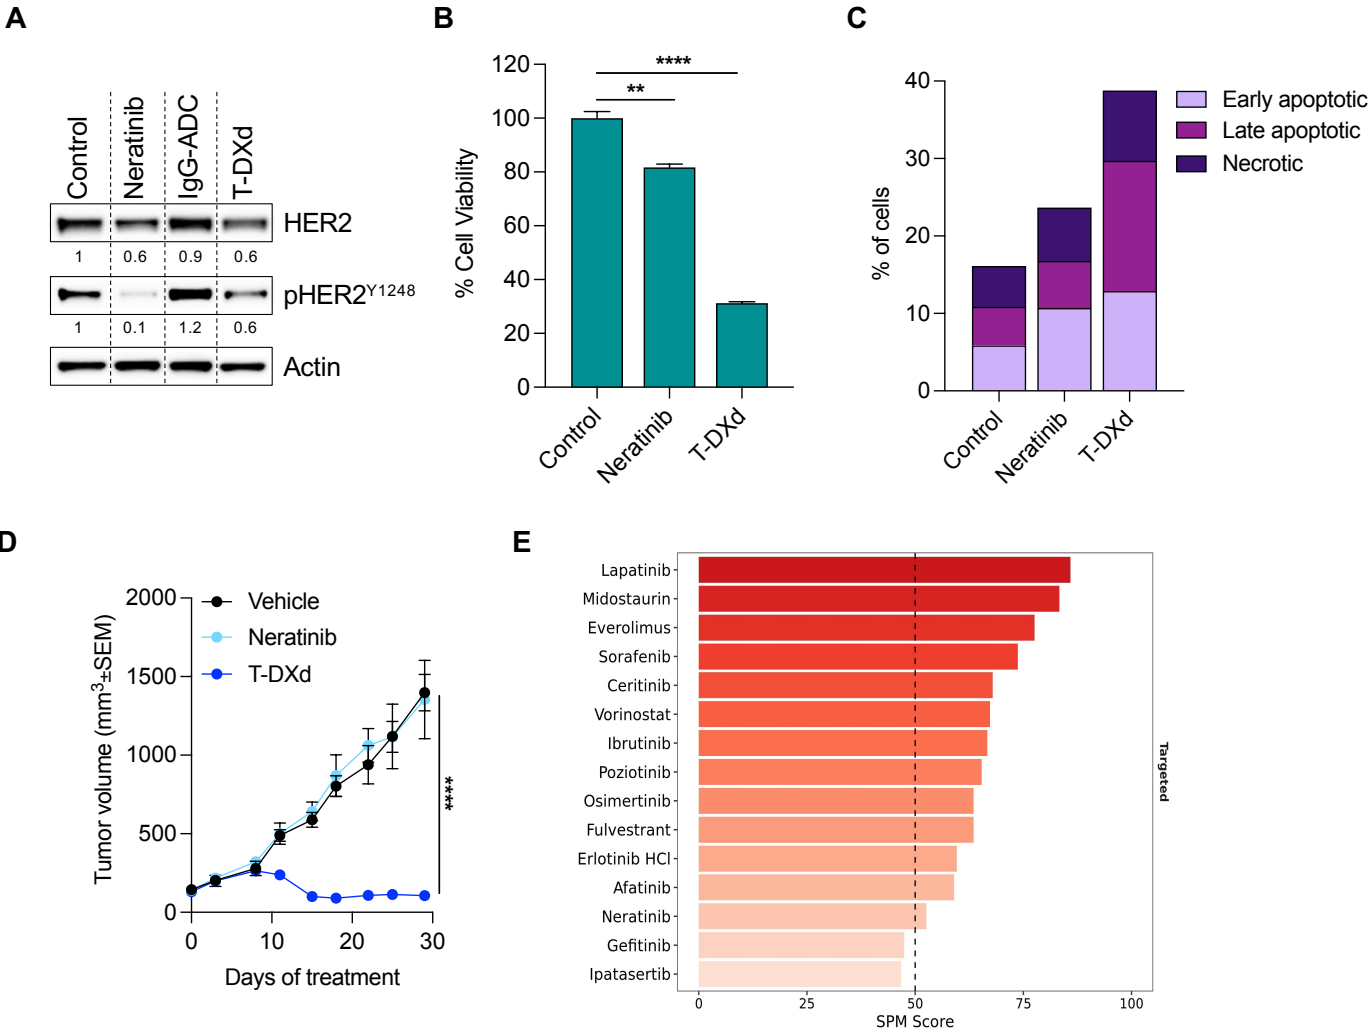 A
Control
Neratinib
IgG-ADC
T-DXd
HER2
1 0.6 0.9 0.6
pHER2Y1248
1 0.1 1.2 0.6
Actin
B
% Cell Viability
120
100
80
60
40
20
0
****
**
Control
Neratinib
T-DXd
C
% of cells
40
30
20
10
0
Control
Neratinib
T-DXd
Early apoptotic
Late apoptotic
Necrotic
D
Tumor volume (mm3±SEM)
2000
1500
1000
500
0
Vehicle
Neratinib
T-DXd
****
0 10 20 30
Days of treatment
E
Lapatinib
Midostaurin
Everolimus
Sorafenib
Ceritinib
Vorinostat
Ibrutinib
Poziotinib
Osimertinib
Fulvestrant
Erlotinib HCl
Afatinib
Neratinib
Gefitinib
Ipatasertib
0 25 50 75 100
SPM Score
Targeted